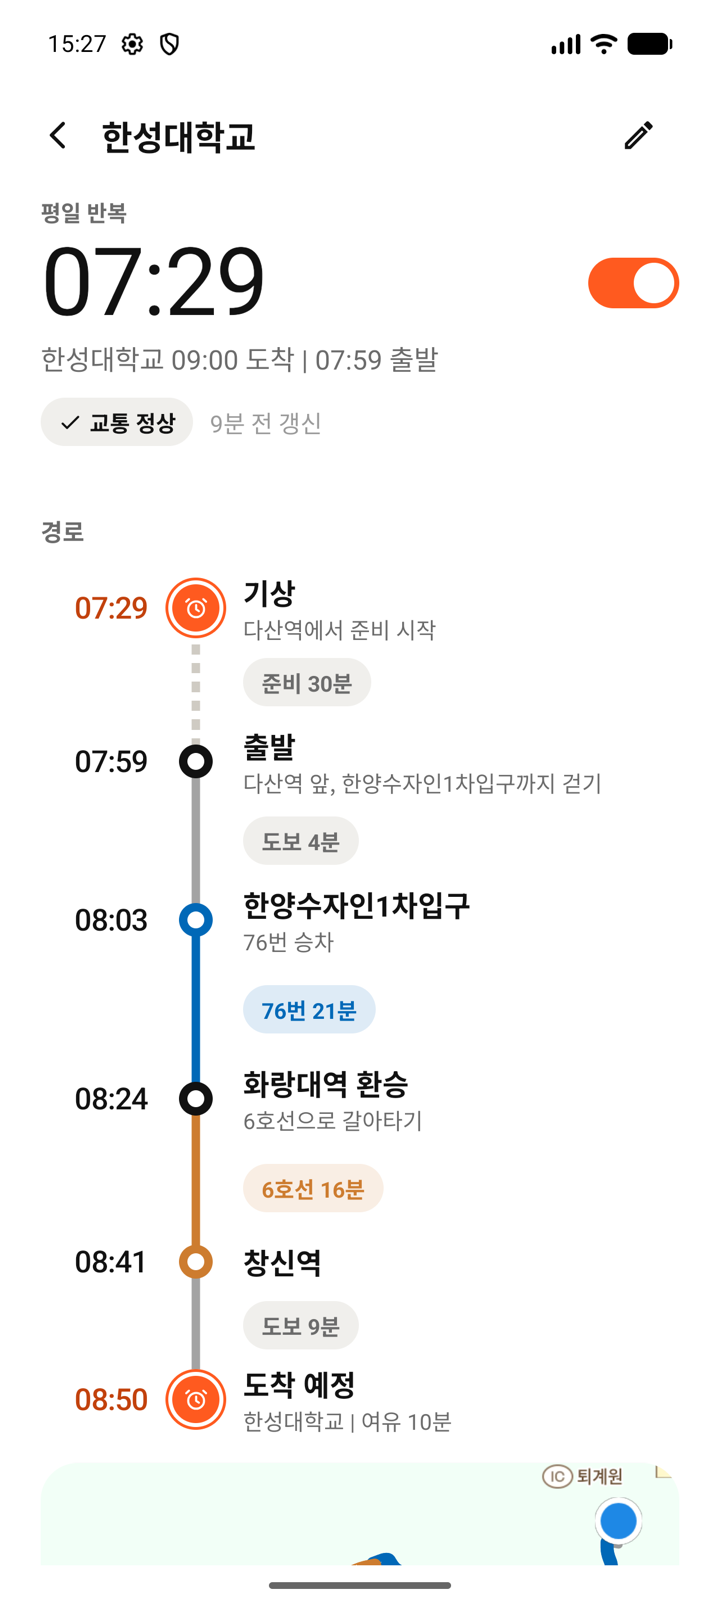 15:27
한성대학교
평일 반복
07:29
한성대학교 09:00 도착 | 07:59 출발
교통 정상 9분 전 갱신
경로
07:29 기상
다산역에서 준비 시작
준비 30분
07:59 출발
다산역 앞, 한양수자인1차입구까지 걷기
도보 4분
08:03 한양수자인1차입구
76번 승차
76번 21분
08:24 화랑대역 환승
6호선으로 갈아타기
6호선 16분
08:41 창신역
도보 9분
08:50 도착 예정
한성대학교 | 여유 10분
IC 퇴계원